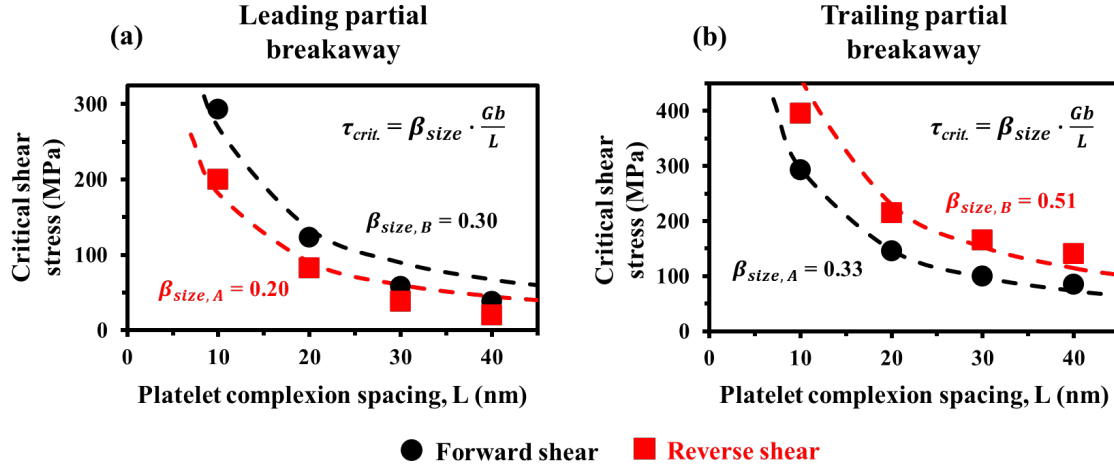 Leading partial
breakaway
(a)
300
200
100
0
0 10 20 30 40
Critical shear
stress (MPa)
τcrit. = βsize · Gb/L
βsize, B = 0.30
βsize, A = 0.20
Platelet complexion spacing, L (nm)
Trailing partial
breakaway
(b)
400
300
200
100
0
0 10 20 30 40
Critical shear
stress (MPa)
τcrit. = βsize · Gb/L
βsize, B = 0.51
βsize, A = 0.33
Platelet complexion spacing, L (nm)
Forward shear
Reverse shear